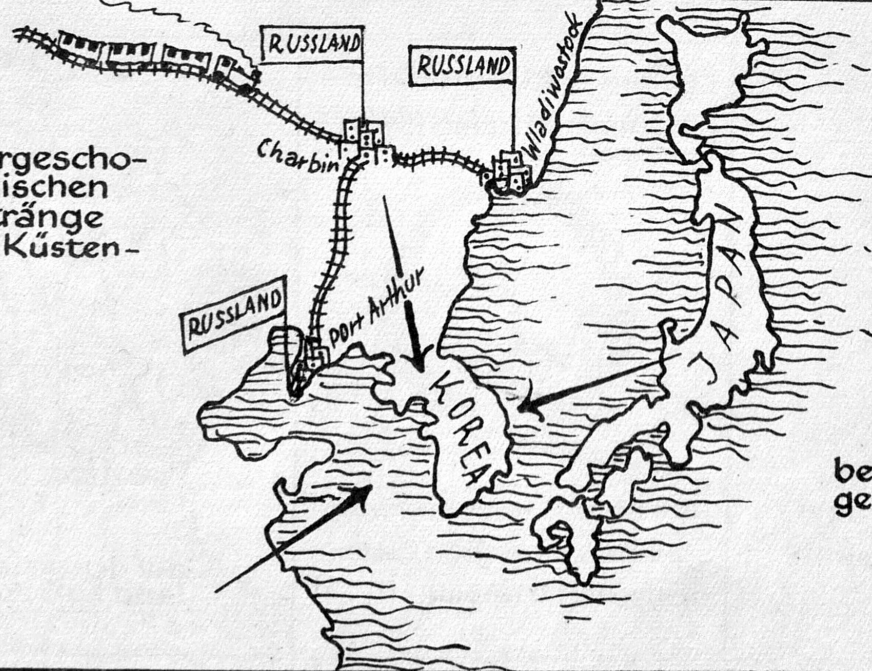 RUSSLAND
RUSSLAND
Wladiwostock
Charbin
rgescho-
ischen
tränge
Küsten-
JAPAN
RUSSLAND
Port Arthur
KOREA
be
ge